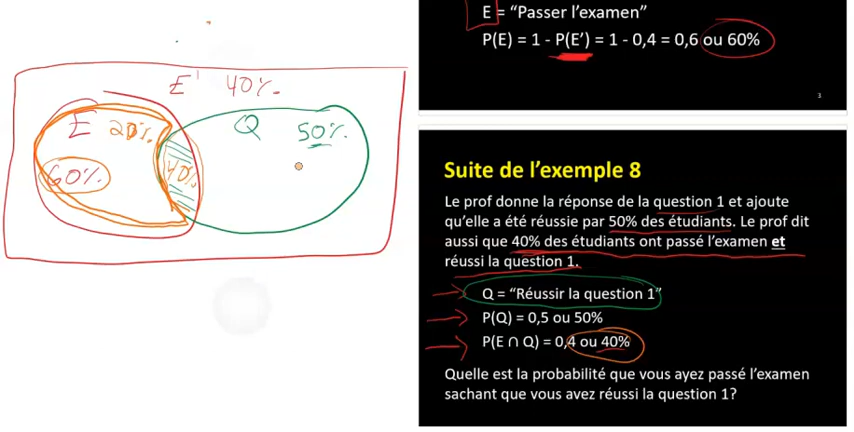 E' 40%.
E 20%.
Q 50%.
60%.
40%.
E = “Passer l’examen”
P(E) = 1 - P(E’) = 1 - 0,4 = 0,6 ou 60%
3
Suite de l’exemple 8
Le prof donne la réponse de la question 1 et ajoute
qu’elle a été réussie par 50% des étudiants. Le prof dit
aussi que 40% des étudiants ont passé l’examen et
réussi la question 1.
Q = “Réussir la question 1”
P(Q) = 0,5 ou 50%
P(E ∩ Q) = 0,4 ou 40%
Quelle est la probabilité que vous ayez passé l’examen
sachant que vous avez réussi la question 1?